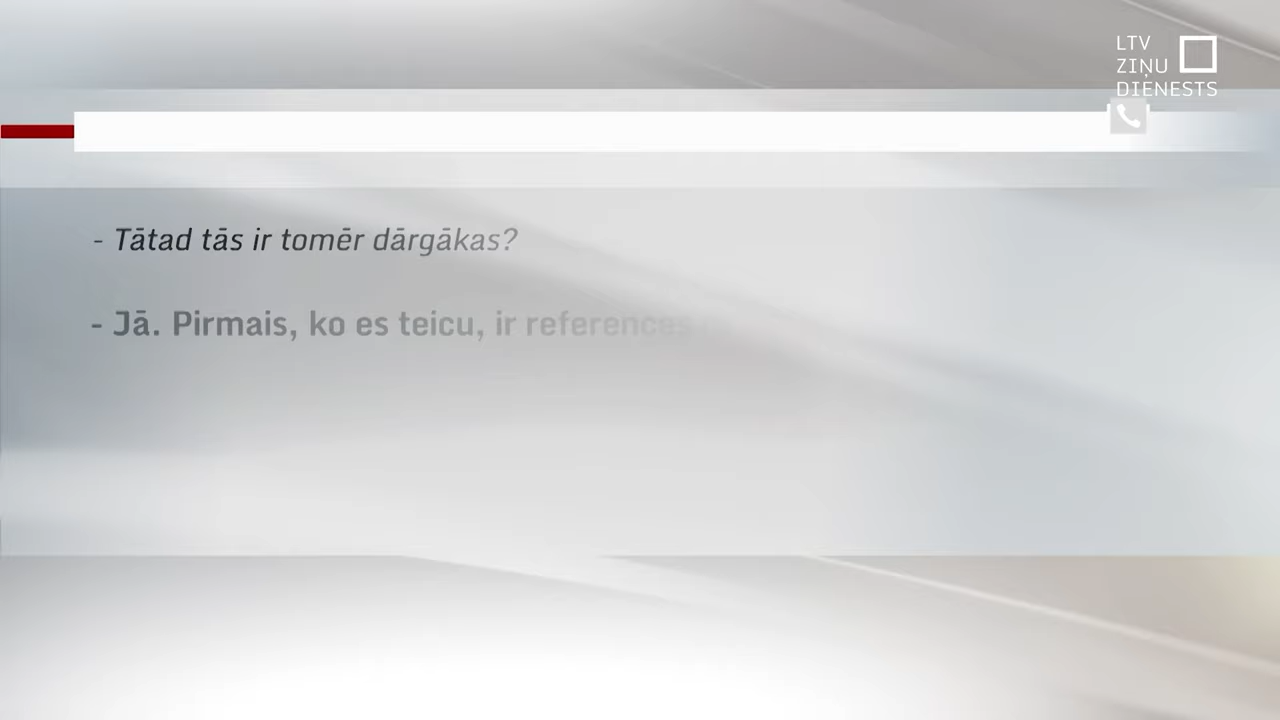 LTV
ZIŅU
DIENESTS
- Tātad tās ir tomēr dārgākas?
- Jā. Pirmais, ko es teicu, ir references